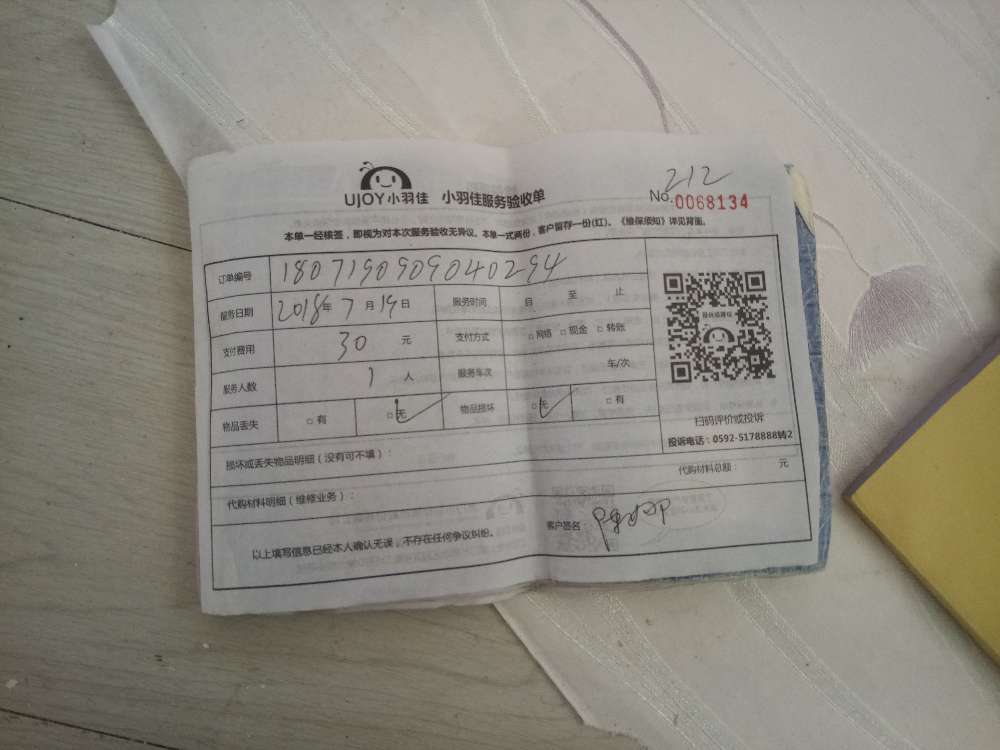 212
UJOY小羽佳 小羽佳服务验收单 No.0068134
本单一经核签，即视为对本次服务验收无异议。本单一式两份，客户留存一份(红)。《维保须知》详见背面。
订单编号 1807190909040294
服务日期 2018年7月19日 服务时间 自 至 止
支付费用 30 元 支付方式 □网络 □现金 □转账
服务人数 1 人 服务车次 车/次
物品丢失 □有 □无 物品损坏 □无 □有
扫码评价或投诉
投诉电话：0592-5178888转2
损坏或丢失物品明细（没有可不填）：
代购材料明细（维修业务）： 代购材料总额： 元
以上填写信息已经本人确认无误，不存在任何争议纠纷。 客户签名：